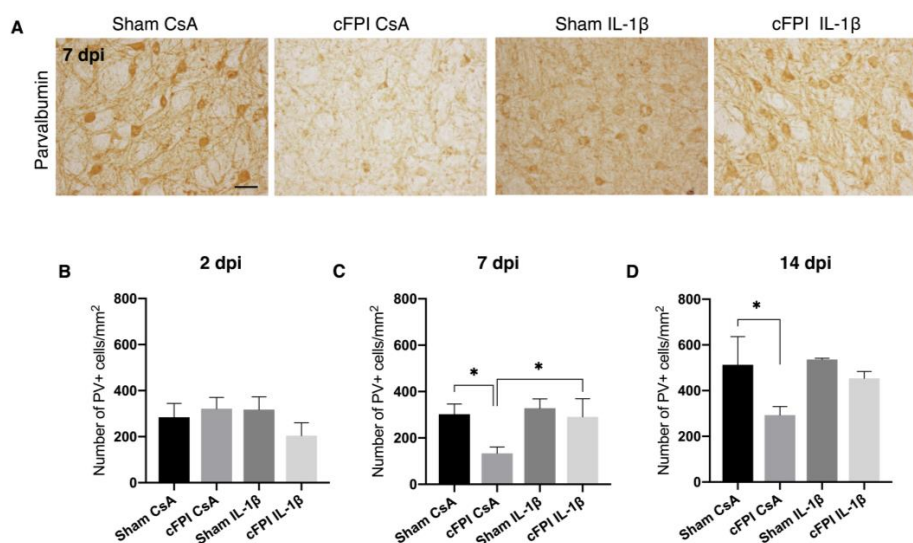 A
Sham CsA
cFPI CsA
Sham IL-1β
cFPI IL-1β
7 dpi
Parvalbumin
B
2 dpi
Number of PV+ cells/mm²
800
600
400
200
0
Sham CsA
cFPI CsA
Sham IL-1β
cFPI IL-1β
C
7 dpi
Number of PV+ cells/mm²
800
600
400
200
0
*
*
Sham CsA
cFPI CsA
Sham IL-1β
cFPI IL-1β
D
14 dpi
Number of PV+ cells/mm²
800
600
400
200
0
*
Sham CsA
cFPI CsA
Sham IL-1β
cFPI IL-1β